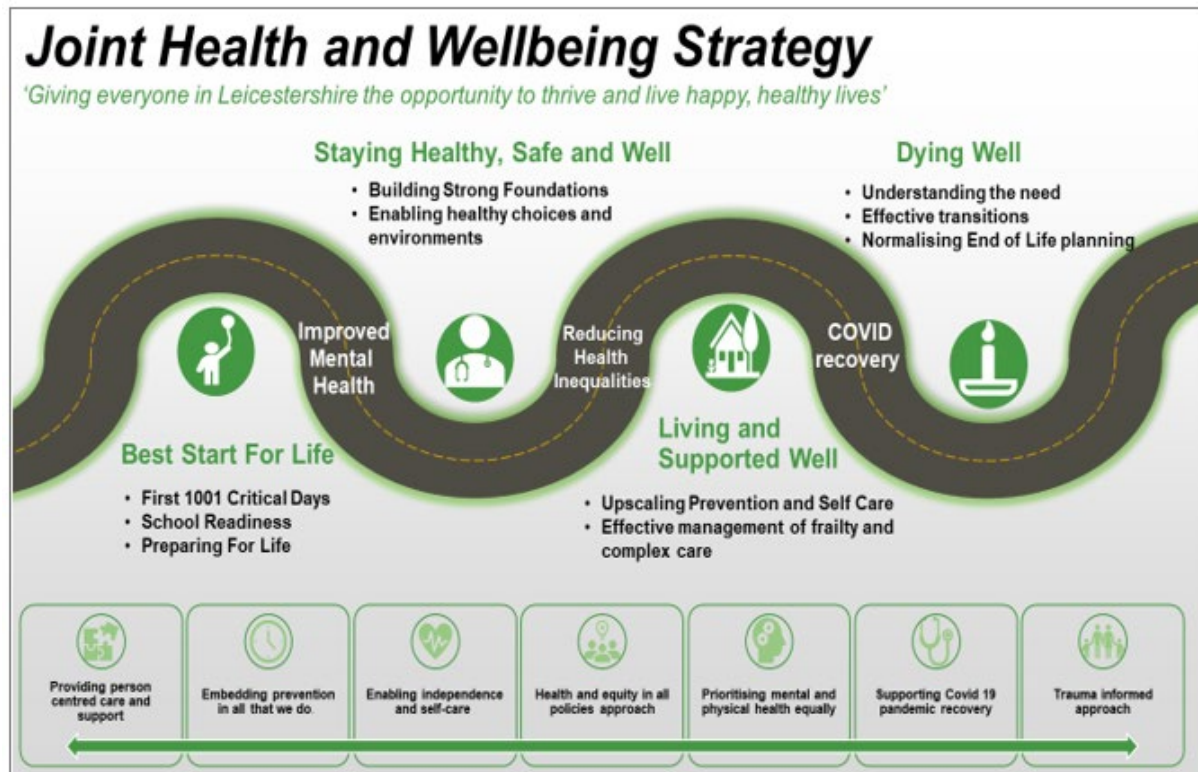 Joint Health and Wellbeing Strategy
‘Giving everyone in Leicestershire the opportunity to thrive and live happy, healthy lives’
Staying Healthy, Safe and Well
• Building Strong Foundations
• Enabling healthy choices and
environments
Dying Well
• Understanding the need
• Effective transitions
• Normalising End of Life planning
Improved
Mental
Health
Reducing
Health
Inequalities
COVID
recovery
Best Start For Life
• First 1001 Critical Days
• School Readiness
• Preparing For Life
Living and
Supported Well
• Upscaling Prevention and Self Care
• Effective management of frailty and
complex care
Providing person
centred care and
support
Embedding prevention
in all that we do.
Enabling independence
and self-care
Health and equity in all
policies approach
Prioritising mental and
physical health equally
Supporting Covid 19
pandemic recovery
Trauma informed
approach